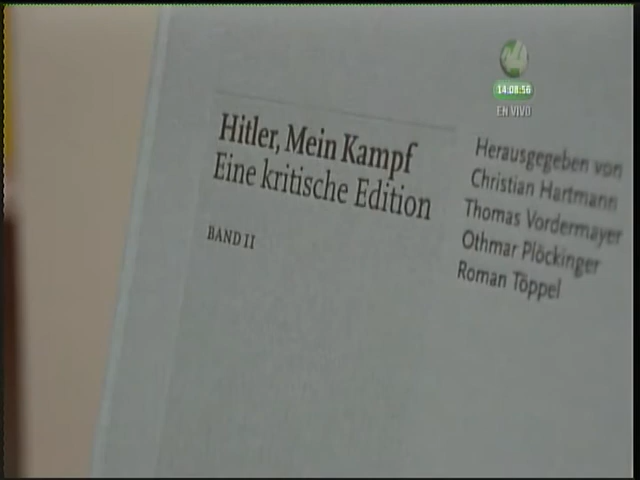 14:08:56
EN VIVO
Hitler, Mein Kampf
Eine kritische Edition
BAND II
Herausgegeben von
Christian Hartmann
Thomas Vordermayer
Othmar Plöckinger
Roman Töppel